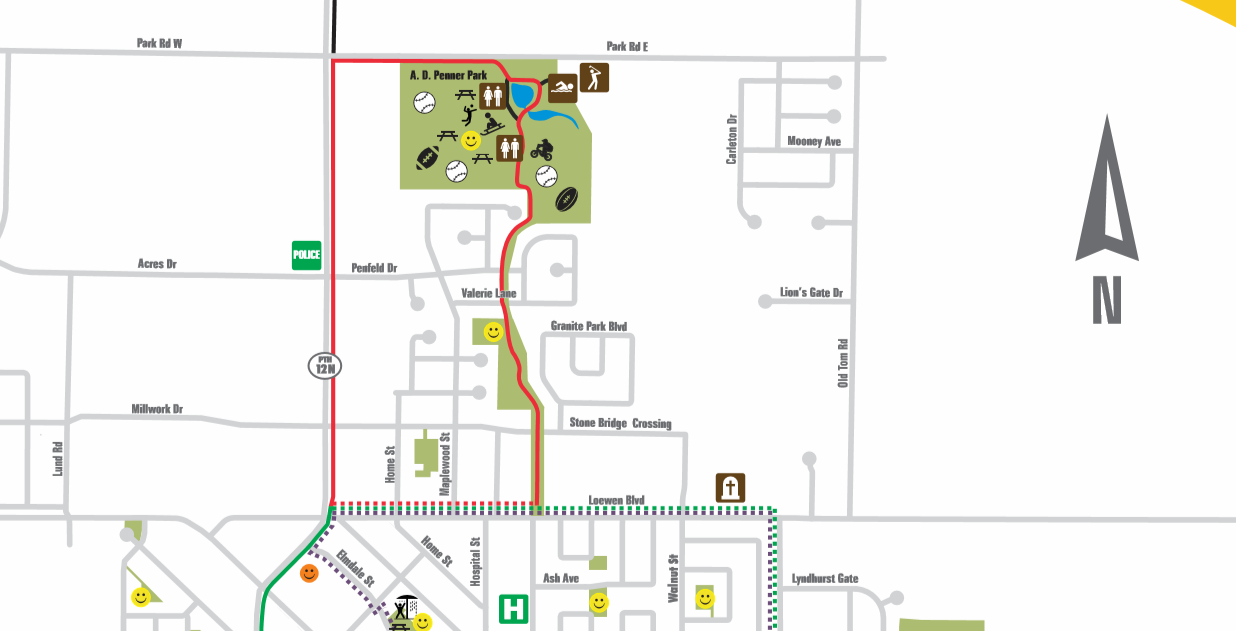 Park Rd W
Park Rd E
A. D. Penner Park
Carleton Dr
Mooney Ave
POLICE
Acres Dr
Penfeld Dr
Valerie Lane
Lion's Gate Dr
N
Granite Park Blvd
PTH
12N
Old Tom Rd
Millwork Dr
Stone Bridge Crossing
Lund Rd
Home St
Maplewood St
Loewen Blvd
Elmdale St
Home St
Hospital St
Ash Ave
Walnut St
Lyndhurst Gate
H